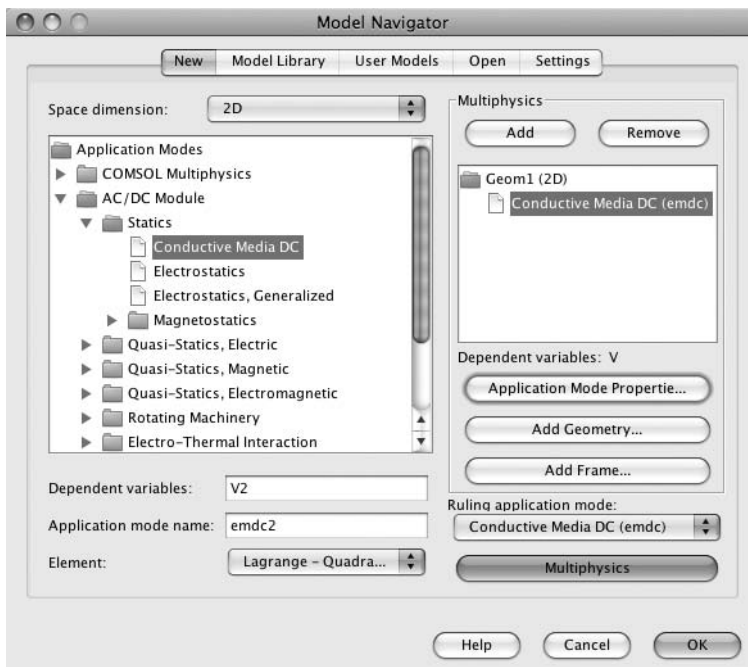 Model Navigator
New
Model Library
User Models
Open
Settings
Space dimension:
2D
Application Modes
COMSOL Multiphysics
AC/DC Module
Statics
Conductive Media DC
Electrostatics
Electrostatics, Generalized
Magnetostatics
Quasi-Statics, Electric
Quasi-Statics, Magnetic
Quasi-Statics, Electromagnetic
Rotating Machinery
Electro-Thermal Interaction
Dependent variables:
V2
Application mode name:
emdc2
Element:
Lagrange - Quadra...
Multiphysics
Add
Remove
Geom1 (2D)
Conductive Media DC (emdc)
Dependent variables: V
Application Mode Propertie...
Add Geometry...
Add Frame...
Ruling application mode:
Conductive Media DC (emdc)
Multiphysics
Help
Cancel
OK